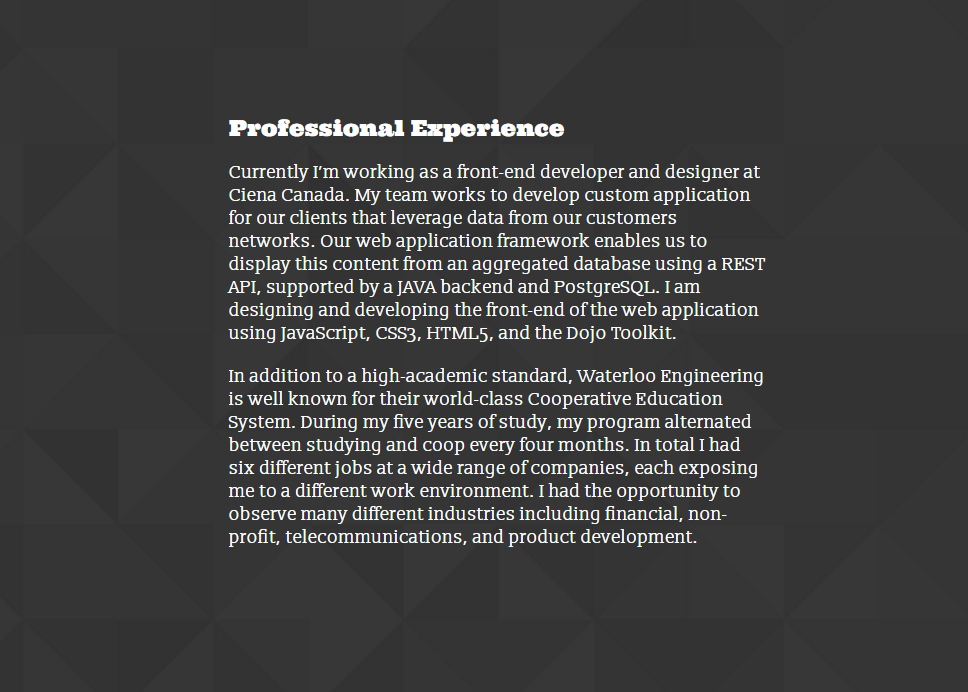 Professional Experience
Currently I'm working as a front-end developer and designer at
Ciena Canada. My team works to develop custom application
for our clients that leverage data from our customers
networks. Our web application framework enables us to
display this content from an aggregated database using a REST
API, supported by a JAVA backend and PostgreSQL. I am
designing and developing the front-end of the web application
using JavaScript, CSS3, HTML5, and the Dojo Toolkit.
In addition to a high-academic standard, Waterloo Engineering
is well known for their world-class Cooperative Education
System. During my five years of study, my program alternated
between studying and coop every four months. In total I had
six different jobs at a wide range of companies, each exposing
me to a different work environment. I had the opportunity to
observe many different industries including financial, non-
profit, telecommunications, and product development.